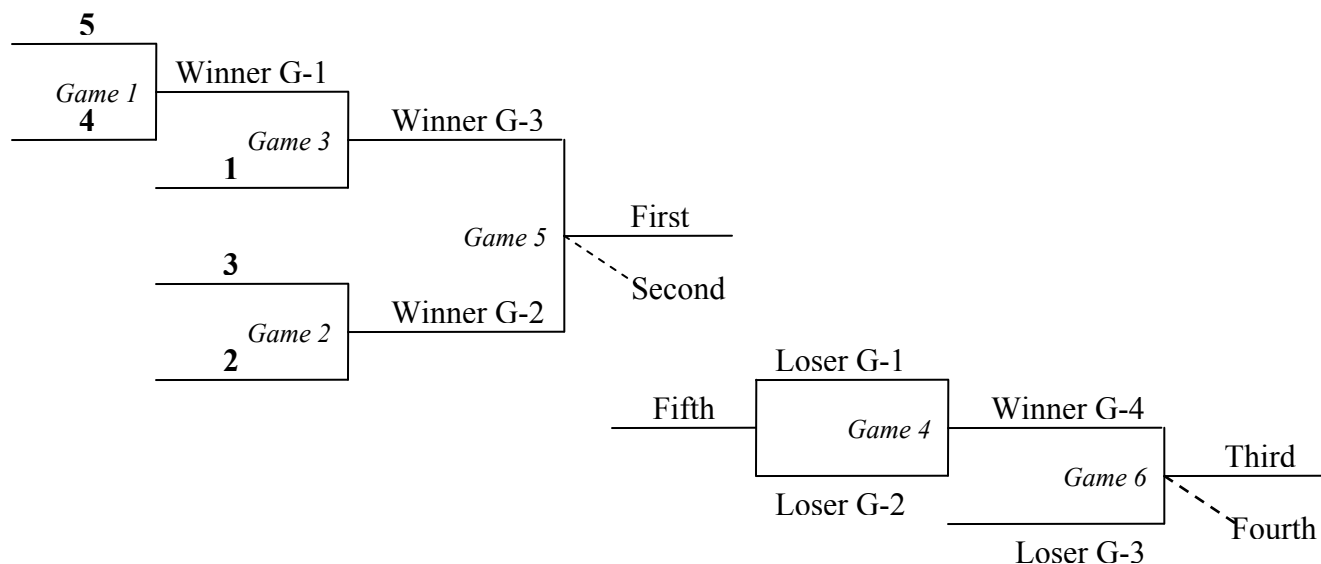 5
Game 1
Winner G-1
4
Game 3
Winner G-3
1
Game 5
First
Second
3
Game 2
Winner G-2
2
Loser G-1
Fifth
Game 4
Winner G-4
Loser G-2
Game 6
Third
Fourth
Loser G-3